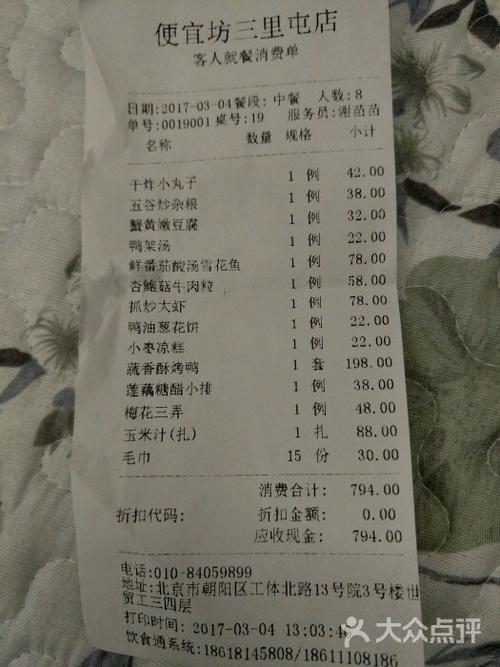 便宜坊三里屯店
客人就餐消费单
日期:2017-03-04 餐段: 中餐 人数: 8
单号:0019001 桌号: 19 服务员:谢苗苗
名称 数量 规格 小计
干炸小丸子 1 例 42.00
五谷炒杂粮 1 例 38.00
蟹黄嫩豆腐 1 例 32.00
鸭架汤 1 例 22.00
鲜番茄酸汤雪花鱼 1 例 78.00
杏鲍菇牛肉粒 1 例 58.00
抓炒大虾 1 例 78.00
鸭油葱花饼 1 例 22.00
小枣凉糕 1 例 22.00
蔬香酥烤鸭 1 套 198.00
莲藕糖醋小排 1 例 38.00
梅花三弄 1 例 48.00
玉米汁(扎) 1 扎 88.00
毛巾 15 份 30.00
消费合计: 794.00
折扣代码: 折扣金额: 0.00
应收现金: 794.00
电话:010-84059899
地址:北京市朝阳区工体北路13号院3号楼世
贸工三四层
打印时间: 2017-03-04 13:03:4
饮食通系统:18618145808/18611108186
大众点评